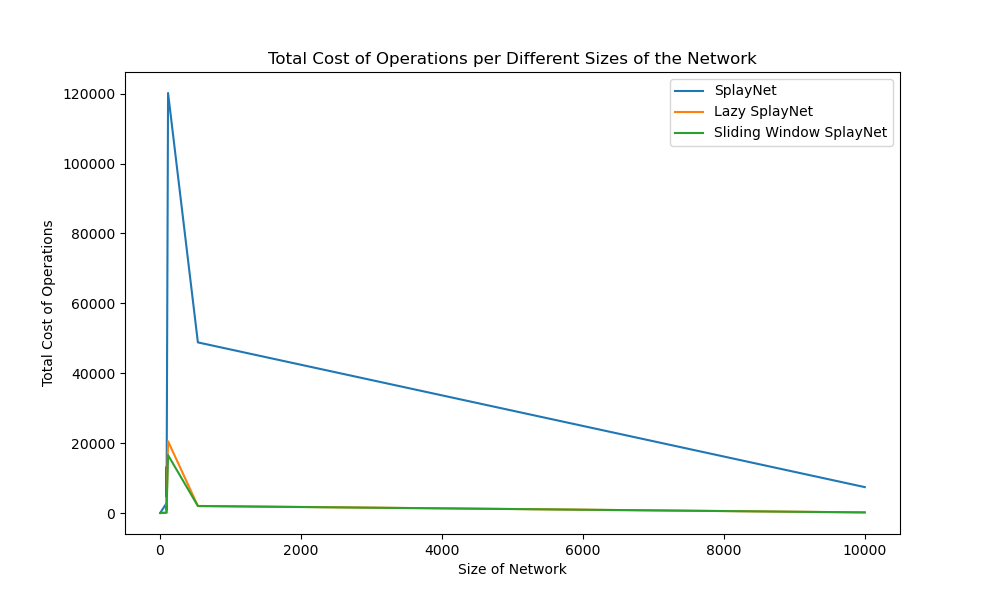 Total Cost of Operations per Different Sizes of the Network
SplayNet
Lazy SplayNet
Sliding Window SplayNet
120000
100000
80000
60000
40000
20000
0
Total Cost of Operations
0 2000 4000 6000 8000 10000
Size of Network